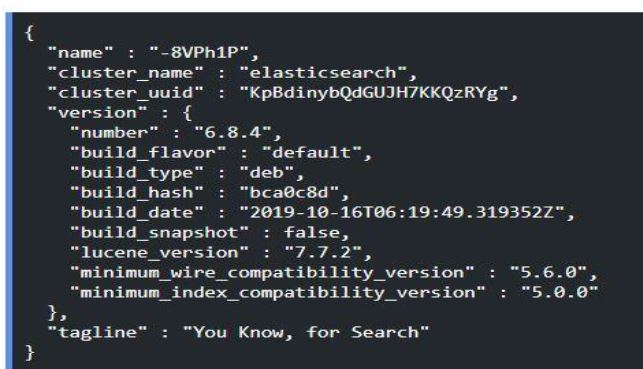 {
  "name" : "-8VPh1P",
  "cluster_name" : "elasticsearch",
  "cluster_uuid" : "KpBdinybQdGUJH7KKQzRYg",
  "version" : {
    "number" : "6.8.4",
    "build_flavor" : "default",
    "build_type" : "deb",
    "build_hash" : "bca0c8d",
    "build_date" : "2019-10-16T06:19:49.319352Z",
    "build_snapshot" : false,
    "lucene_version" : "7.7.2",
    "minimum_wire_compatibility_version" : "5.6.0",
    "minimum_index_compatibility_version" : "5.0.0"
  },
  "tagline" : "You Know, for Search"
}